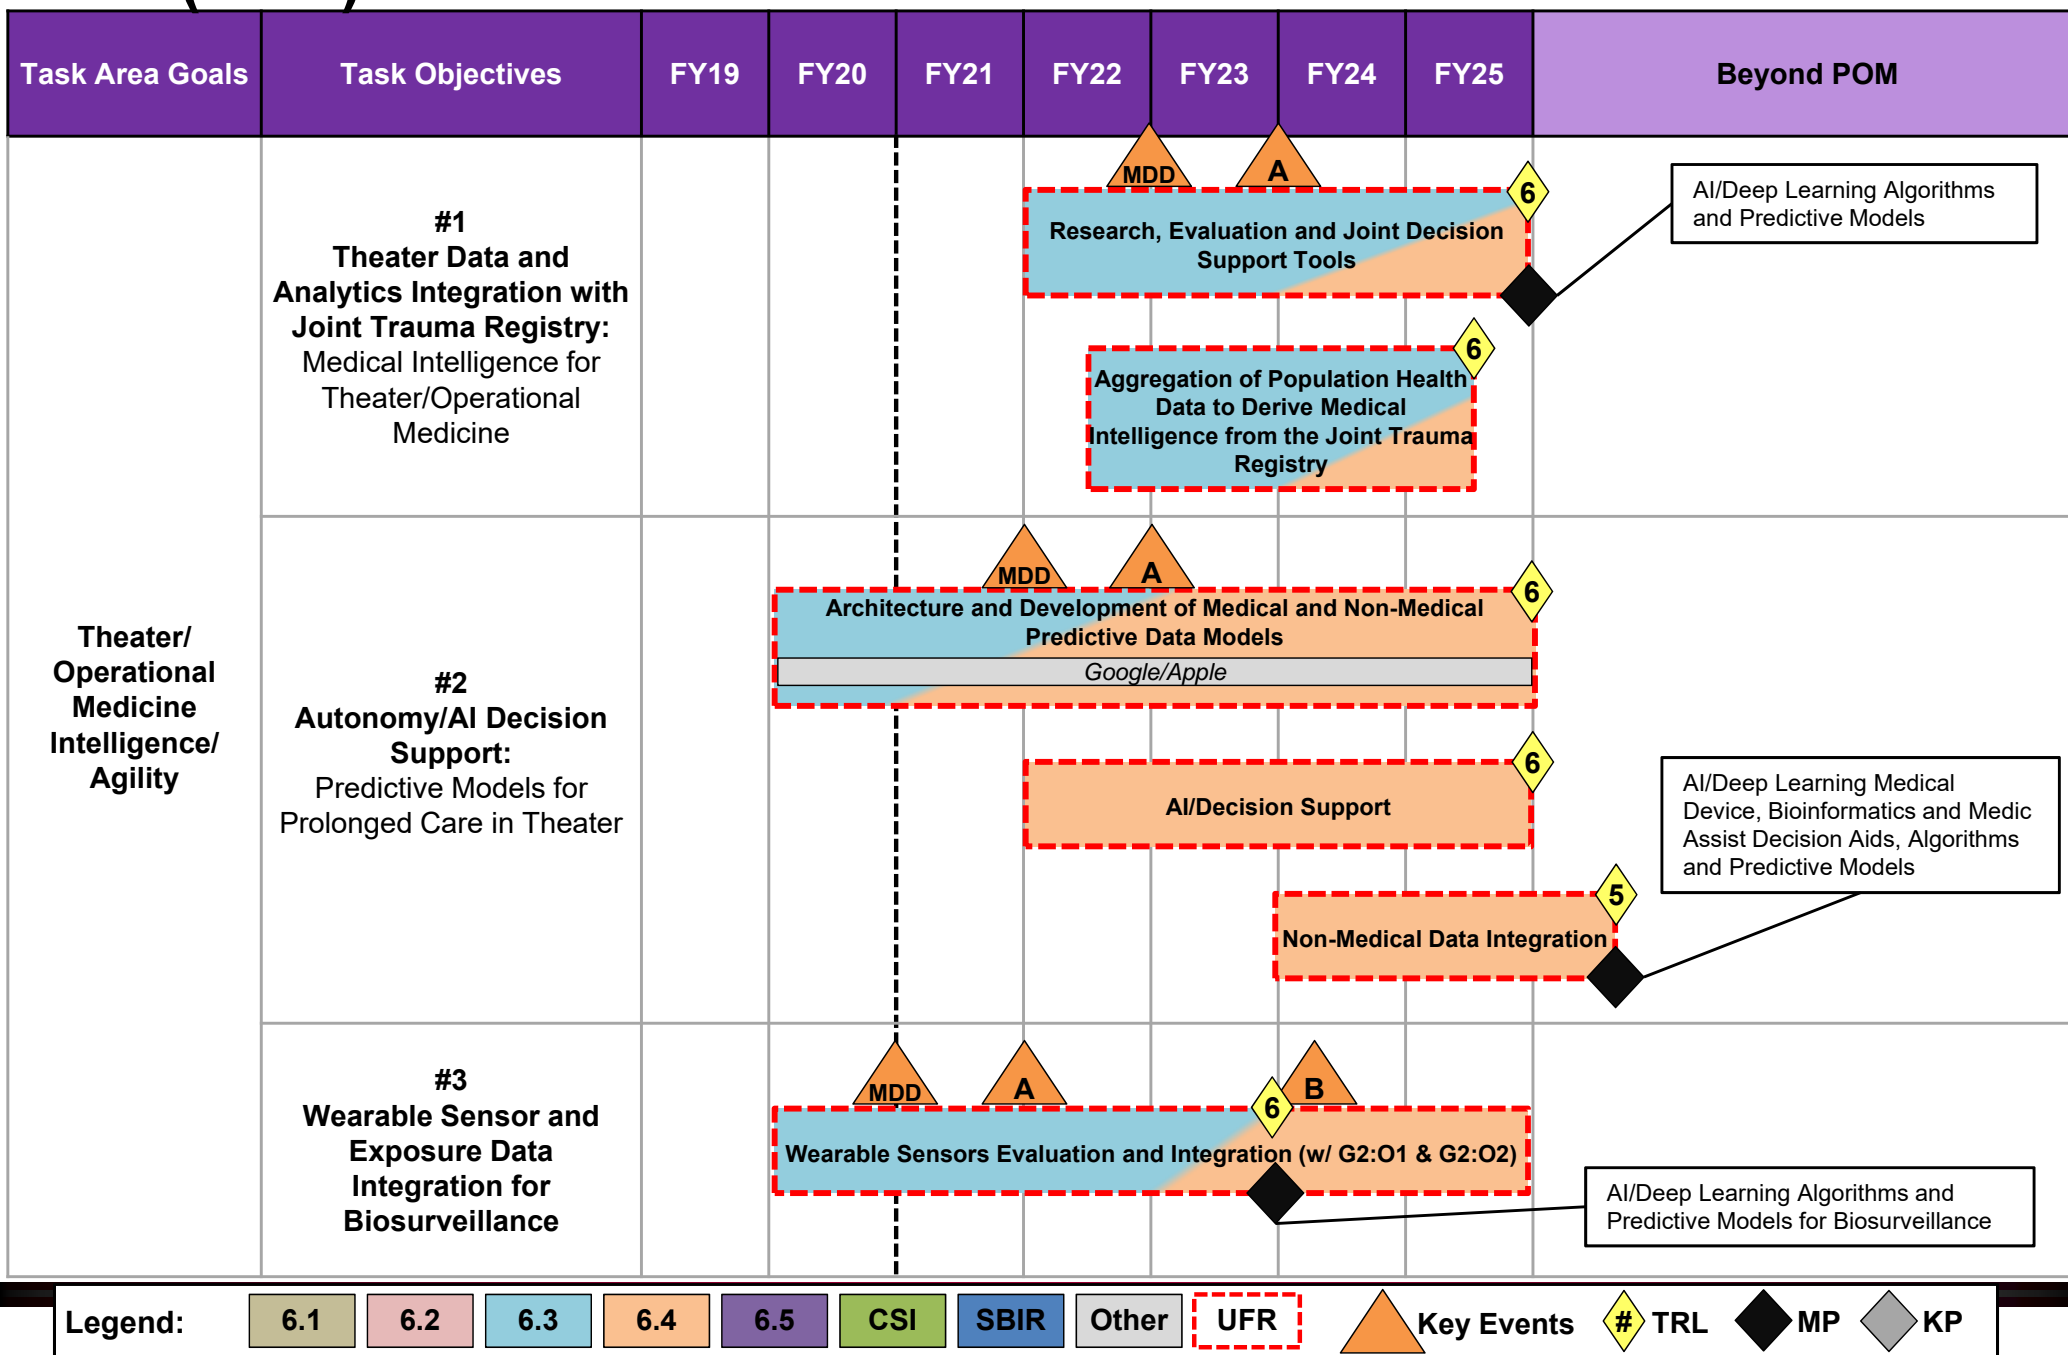 Task Area Goals
Task Objectives
FY19
FY20
FY21
FY22
FY23
FY24
FY25
Beyond POM
Theater/
Operational
Medicine
Intelligence/
Agility
#1
Theater Data and
Analytics Integration with
Joint Trauma Registry:
Medical Intelligence for
Theater/Operational
Medicine
MDD
A
6
Research, Evaluation and Joint Decision
Support Tools
AI/Deep Learning Algorithms
and Predictive Models
6
Aggregation of Population Health
Data to Derive Medical
Intelligence from the Joint Trauma
Registry
#2
Autonomy/AI Decision
Support:
Predictive Models for
Prolonged Care in Theater
MDD
A
6
Architecture and Development of Medical and Non-Medical
Predictive Data Models
Google/Apple
6
AI/Decision Support
AI/Deep Learning Medical
Device, Bioinformatics and Medic
Assist Decision Aids, Algorithms
and Predictive Models
5
Non-Medical Data Integration
#3
Wearable Sensor and
Exposure Data
Integration for
Biosurveillance
MDD
A
6
B
Wearable Sensors Evaluation and Integration (w/ G2:O1 & G2:O2)
AI/Deep Learning Algorithms and
Predictive Models for Biosurveillance
Legend:
6.1
6.2
6.3
6.4
6.5
CSI
SBIR
Other
UFR
Key Events
# TRL
MP
KP